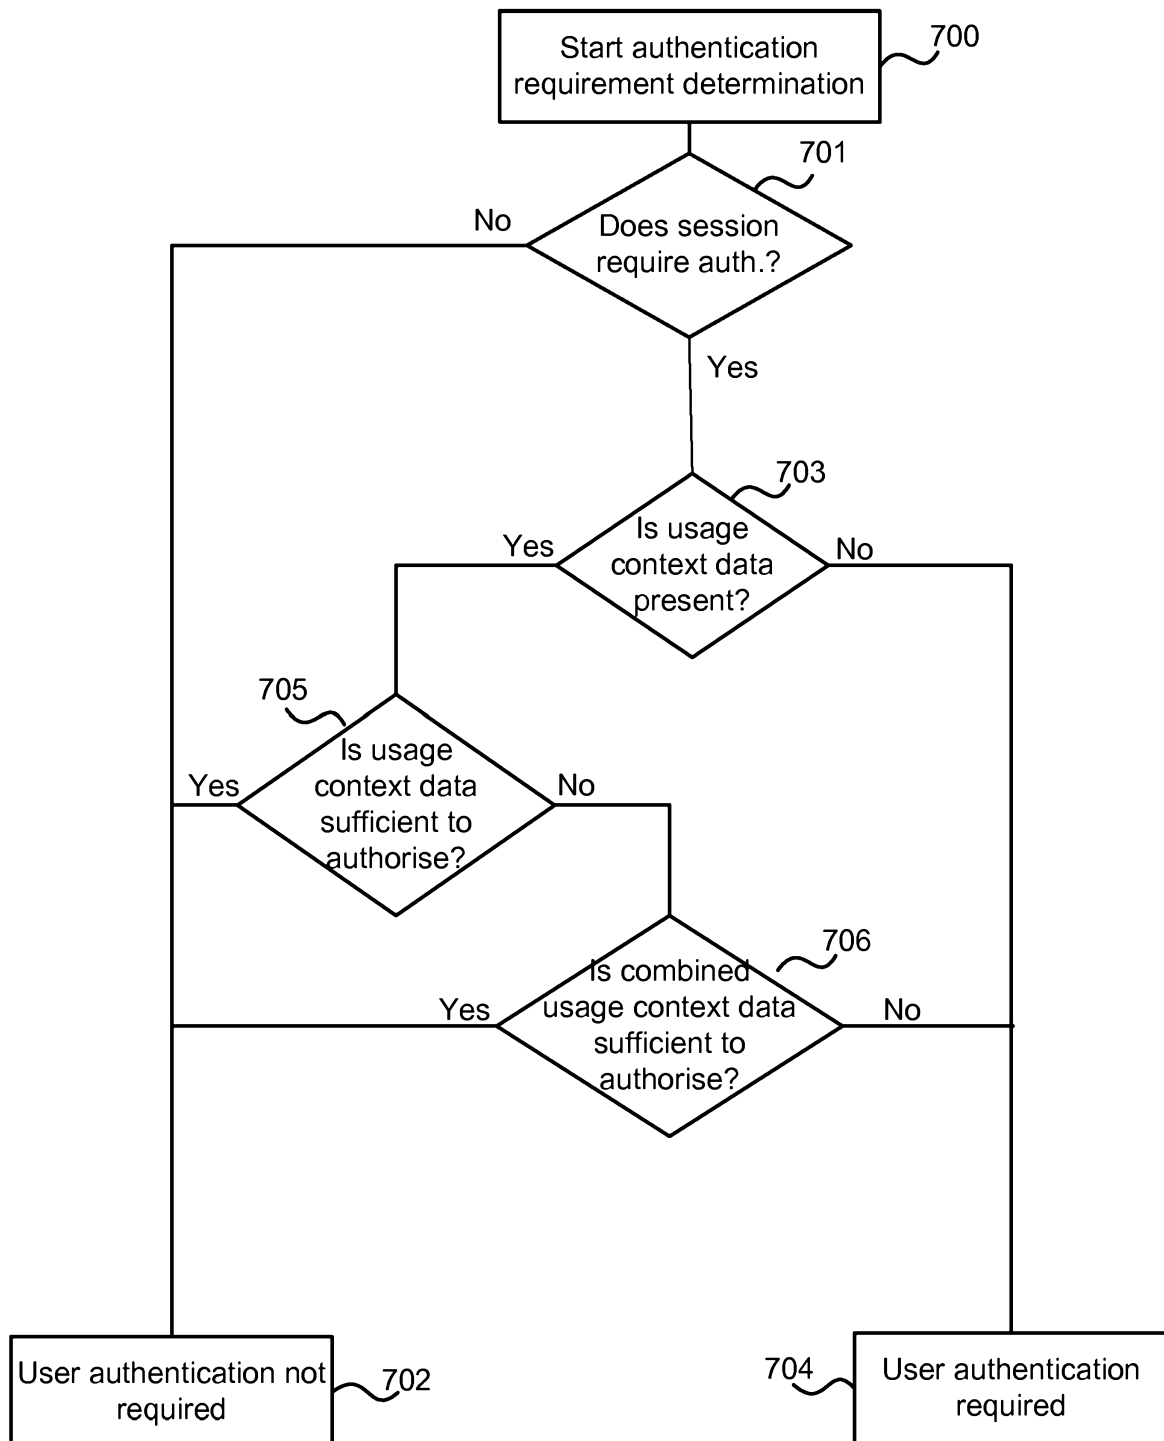 Start authentication
requirement determination
700
701
No
Does session
require auth.?
Yes
703
Yes
Is usage
context data
present?
No
705
Yes
Is usage
context data
sufficient to
authorise?
No
706
Yes
Is combined
usage context data
sufficient to
authorise?
No
User authentication not
required
702
704
User authentication
required